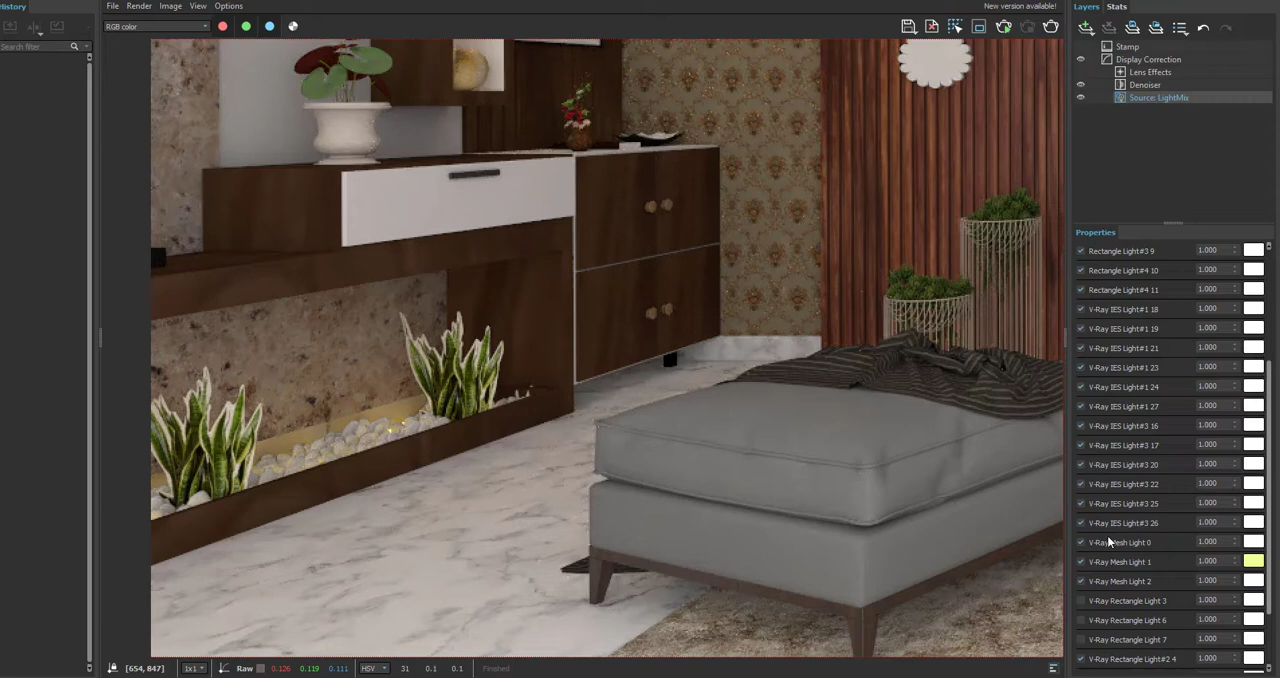 History
File Render Image View Options
New version available!
Layers Stats
RGB color
Search filter
Stamp
Display Correction
Lens Effects
Denoiser
Source: LightMix
Properties
Rectangle Light#3 9 1.000
Rectangle Light#4 10 1.000
Rectangle Light#4 11 1.000
V-Ray IES Light#1 18 1.000
V-Ray IES Light#1 19 1.000
V-Ray IES Light#1 21 1.000
V-Ray IES Light#1 23 1.000
V-Ray IES Light#1 24 1.000
V-Ray IES Light#1 27 1.000
V-Ray IES Light#3 16 1.000
V-Ray IES Light#3 17 1.000
V-Ray IES Light#3 20 1.000
V-Ray IES Light#3 22 1.000
V-Ray IES Light#3 25 1.000
V-Ray IES Light#3 26 1.000
V-Ray Mesh Light 0 1.000
V-Ray Mesh Light 1 1.000
V-Ray Mesh Light 2 1.000
V-Ray Rectangle Light 3 1.000
V-Ray Rectangle Light 6 1.000
V-Ray Rectangle Light 7 1.000
V-Ray Rectangle Light#2 4 1.000
[654, 847] 1x1 Raw 0.126 0.119 0.111 HSV 31 0.1 0.1 Finished